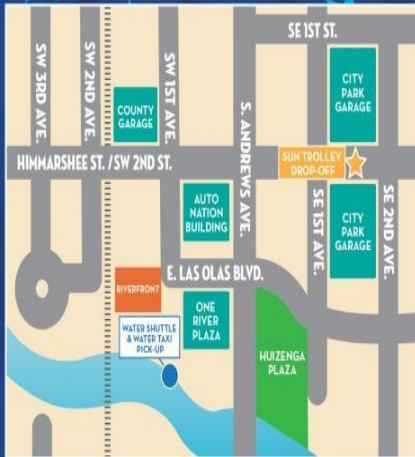 SE 1ST ST.
SW 3RD AVE.
SW 2ND AVE.
SW 1ST AVE.
S. ANDREWS AVE.
COUNTY
GARAGE
CITY
PARK
GARAGE
HIMMARSHEE ST. /SW 2ND ST.
SUN TROLLEY
DROP-OFF
AUTO
NATION
BUILDING
CITY
PARK
GARAGE
SE 1ST AVE.
SE 2ND AVE.
E. LAS OLAS BLVD.
RIVERFRONT
ONE
RIVER
PLAZA
WATER SHUTTLE
& WATER TAXI
PICK-UP
HUIZENGA
PLAZA